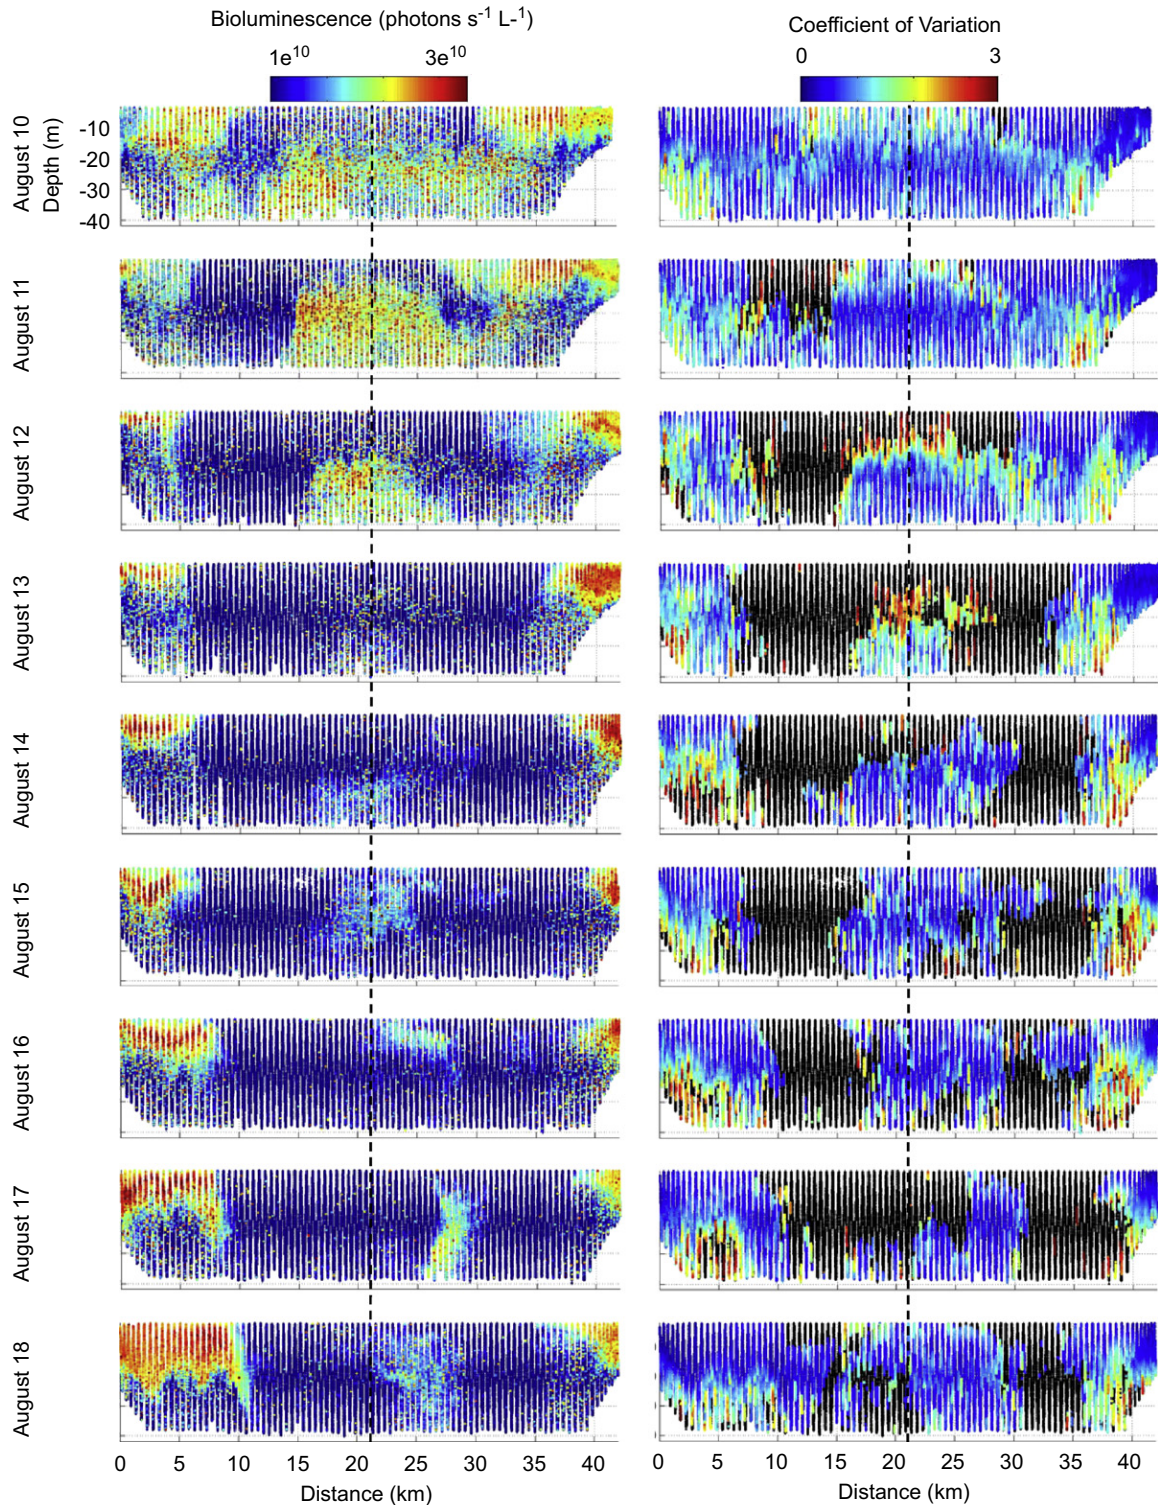 Bioluminescence (photons s-1 L-1)
Coefficient of Variation
1e10 3e10
0 3
August 10
Depth (m)
-10
-20
-30
-40
August 11
August 12
August 13
August 14
August 15
August 16
August 17
August 18
0 5 10 15 20 25 30 35 40
0 5 10 15 20 25 30 35 40
Distance (km)
Distance (km)